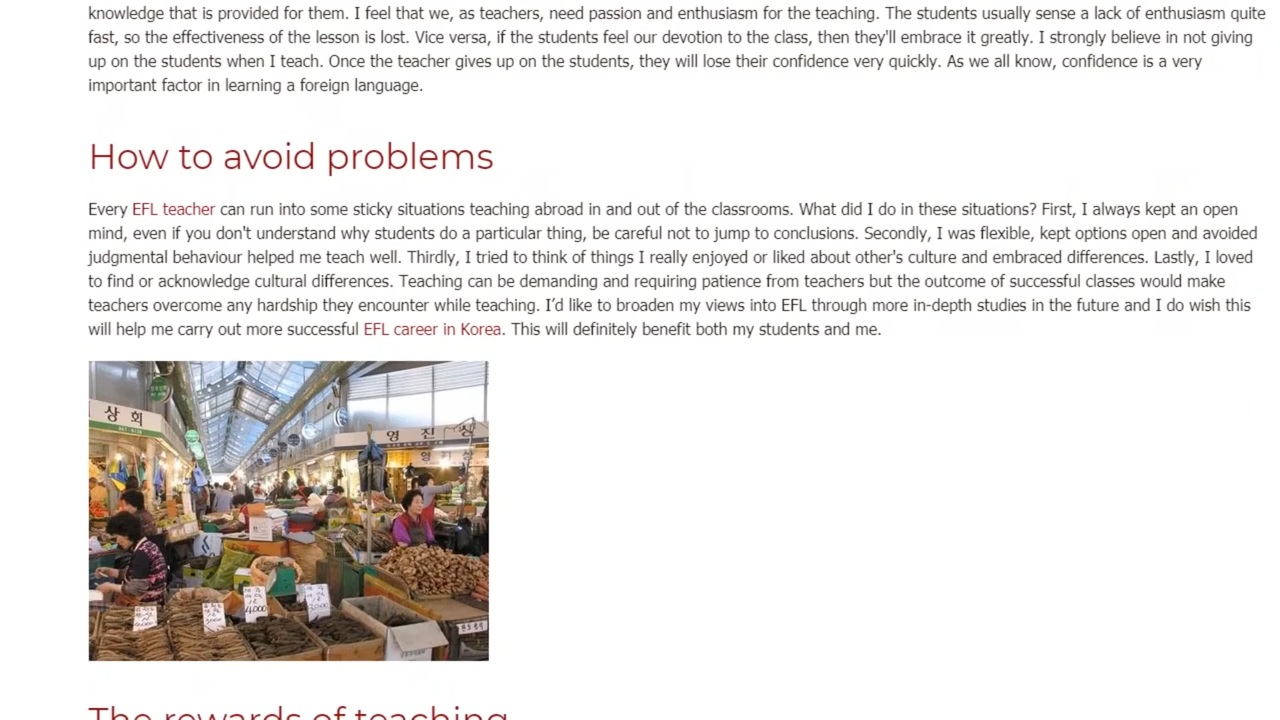 knowledge that is provided for them. I feel that we, as teachers, need passion and enthusiasm for the teaching. The students usually sense a lack of enthusiasm quite
fast, so the effectiveness of the lesson is lost. Vice versa, if the students feel our devotion to the class, then they'll embrace it greatly. I strongly believe in not giving
up on the students when I teach. Once the teacher gives up on the students, they will lose their confidence very quickly. As we all know, confidence is a very
important factor in learning a foreign language.
How to avoid problems
Every EFL teacher can run into some sticky situations teaching abroad in and out of the classrooms. What did I do in these situations? First, I always kept an open
mind, even if you don't understand why students do a particular thing, be careful not to jump to conclusions. Secondly, I was flexible, kept options open and avoided
judgmental behaviour helped me teach well. Thirdly, I tried to think of things I really enjoyed or liked about other's culture and embraced differences. Lastly, I loved
to find or acknowledge cultural differences. Teaching can be demanding and requiring patience from teachers but the outcome of successful classes would make
teachers overcome any hardship they encounter while teaching. I'd like to broaden my views into EFL through more in-depth studies in the future and I do wish this
will help me carry out more successful EFL career in Korea. This will definitely benefit both my students and me.
상 회
영 진 상
4,000
3,000
The rewards of teaching